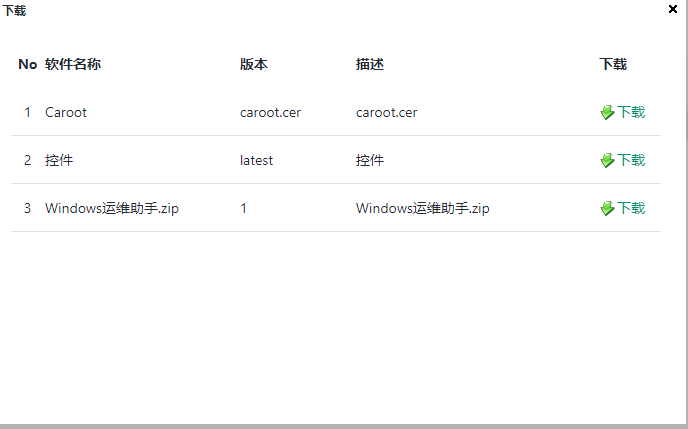 下载
No 软件名称 版本 描述 下载
1 Caroot caroot.cer caroot.cer 下载
2 控件 latest 控件 下载
3 Windows运维助手.zip 1 Windows运维助手.zip 下载